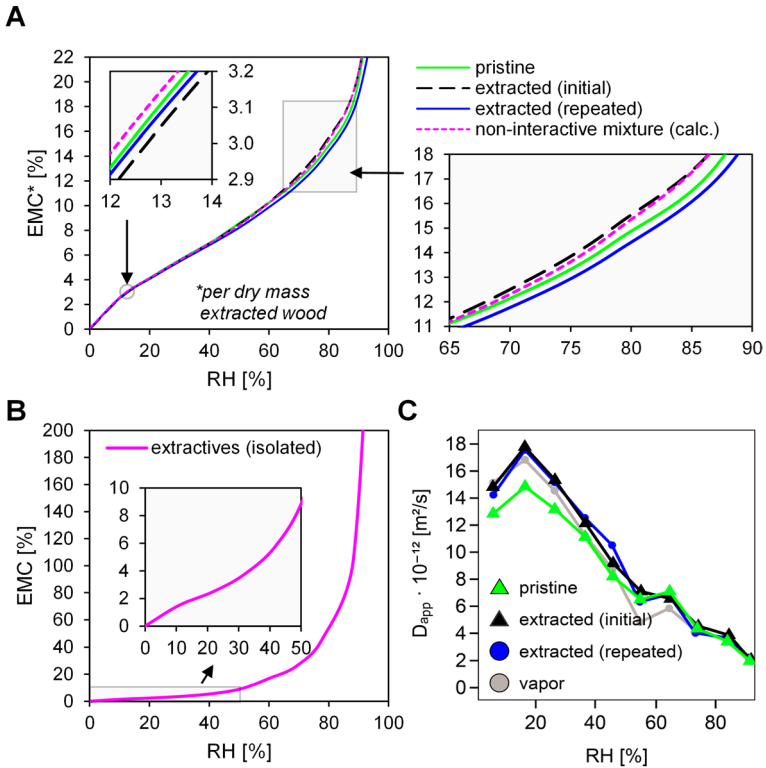 A
EMC* [%]
22
20
18
16
14
12
10
8
6
4
2
0
0 20 40 60 80 100
RH [%]
3.2
3.1
3.0
2.9
12 13 14
*per dry mass
extracted wood
pristine
extracted (initial)
extracted (repeated)
non-interactive mixture (calc.)
18
17
16
15
14
13
12
11
65 70 75 80 85 90
B
EMC [%]
200
180
160
140
120
100
80
60
40
20
0
0 20 40 60 80 100
RH [%]
extractives (isolated)
10
8
6
4
2
0
0 10 20 30 40 50
C
Dapp · 10⁻¹² [m²/s]
18
16
14
12
10
8
6
4
2
0
20 40 60 80
RH [%]
pristine
extracted (initial)
extracted (repeated)
vapor